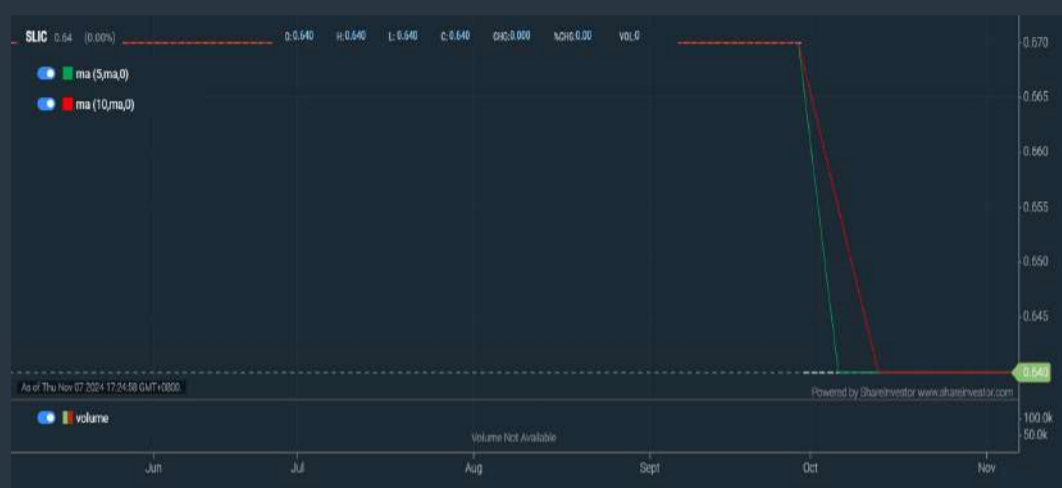 SLIC 0.64 (0.00%) O:0.640 H:0.640 L:0.640 C:0.640 CHG:0.000 %CHG:0.00 VOL:0
ma (5,ma,0)
ma (10,ma,0)
0.670
0.665
0.660
0.655
0.650
0.645
0.640
As of Thu Nov 07 2024 17:24:58 GMT+0800
Powered by ShareInvestor www.shareinvestor.com
volume
Volume Not Available
100.0k
50.0k
Jun Jul Aug Sept Oct Nov